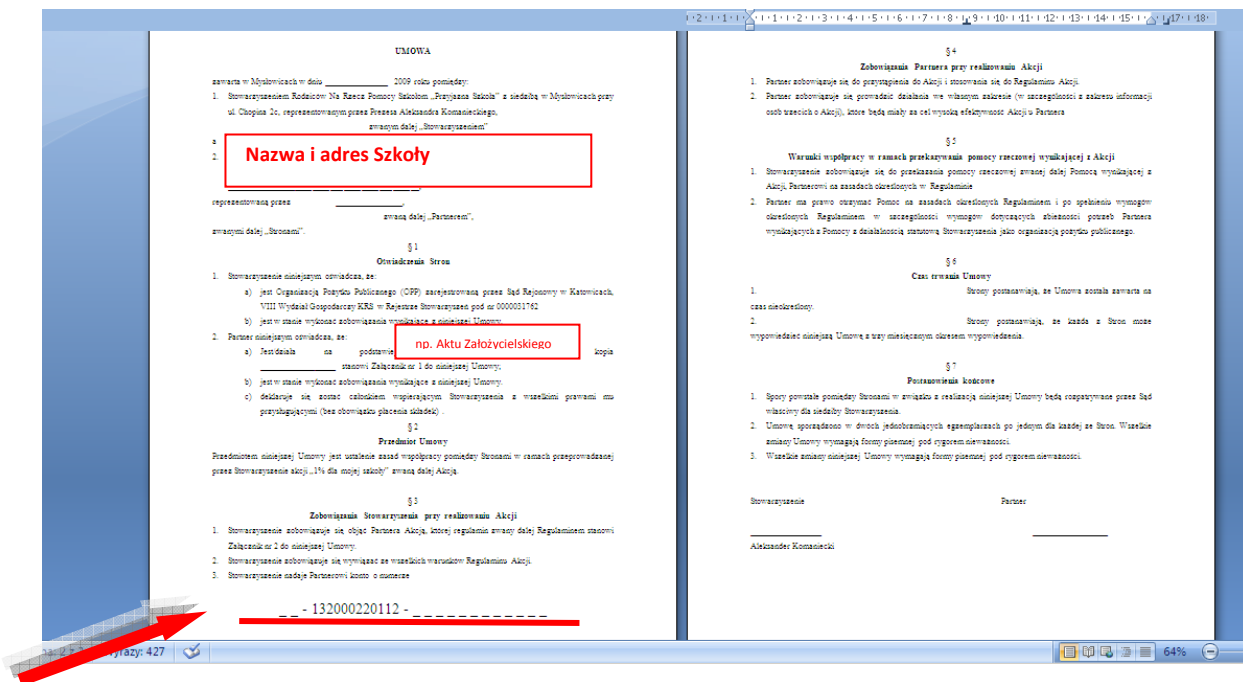 UMOWA
zawarta w Mysłowicach w dniu ______________ 2009 roku pomiędzy:
1. Stowarzyszeniem Rodziców Na Rzecz Pomocy Szkołom „Przyjazna Szkoła" z siedzibą w Mysłowicach przy
ul. Chopina 2c, reprezentowanym przez Prezesa Aleksandra Komanieckiego,
zwanym dalej „Stowarzyszeniem"
a
2.
Nazwa i adres Szkoły
reprezentowaną przez ______________,
zwaną dalej „Partnerem",
zwanymi dalej „Stronami".
§ 1
Oświadczenia Stron
1. Stowarzyszenie niniejszym oświadcza, że:
a) jest Organizacją Pożytku Publicznego (OPP) zarejestrowaną przez Sąd Rejonowy w Katowicach,
VIII Wydział Gospodarczy KRS w Rejestrze Stowarzyszeń pod nr 0000031762
b) jest w stanie wykonać zobowiązania wynikające z niniejszej Umowy.
2. Partner niniejszym oświadcza, że:
a) Jest działa na podstawie kopia
np. Aktu Założycielskiego
______________ stanowi Załącznik nr 1 do niniejszej Umowy;
b) jest w stanie wykonać zobowiązania wynikające z niniejszej Umowy.
c) deklaruje się zostać członkiem wspierającym Stowarzyszenia z wszelkimi prawami mu
przysługującymi (bez obowiązku płacenia składek) .
§ 2
Przedmiot Umowy
Przedmiotem niniejszej Umowy jest ustalenie zasad współpracy pomiędzy Stronami w ramach przeprowadzanej
przez Stowarzyszenie akcji „1% dla mojej szkoły" zwaną dalej Akcją.
§ 3
Zobowiązania Stowarzyszenia przy realizowaniu Akcji
1. Stowarzyszenie zobowiązuje się objąć Partnera Akcją, której regulamin zwany dalej Regulaminem stanowi
Załącznik nr 2 do niniejszej Umowy.
2. Stowarzyszenie zobowiązuje się wywiązać ze wszelkich warunków Regulaminu Akcji.
3. Stowarzyszenie nadaje Partnerowi konto o numerze
_ _ - 132000220112 - _ _ _ _ _ _ _ _ _ _ _ _
§ 4
Zobowiązania Partnera przy realizowaniu Akcji
1. Partner zobowiązuje się do przystąpienia do Akcji i stosowania się do Regulaminu Akcji.
2. Partner zobowiązuje się prowadzić działania we własnym zakresie (w szczególności z zakresu informacji
osób trzecich o Akcji), które będą miały za cel wysoką efektywność Akcji u Partnera
§ 5
Warunki współpracy w ramach przekazywania pomocy rzeczowej wynikającej z Akcji
1. Stowarzyszenie zobowiązuje się do przekazania pomocy rzeczowej zwanej dalej Pomocą wynikającą z
Akcji, Partnerowi na zasadach określonych w Regulaminie
2. Partner ma prawo otrzymać Pomoc na zasadach określonych Regulaminem i po spełnieniu wymogów
określonych Regulaminem w szczególności wymogów dotyczących zbieżności potrzeb Partnera
wynikających z Pomocy z działalnością statutową Stowarzyszenia jako organizacją pożytku publicznego.
§ 6
Czas trwania Umowy
1. Strony postanawiają, że Umowa została zawarta na
czas nieokreślony.
2. Strony postanawiają, że każda z Stron może
wypowiedzieć niniejszą Umowę z trzy miesięcznym okresem wypowiedzenia.
§ 7
Postanowienia końcowe
1. Spory powstałe pomiędzy Stronami w związku z realizacją niniejszej Umowy będą rozpatrywane przez Sąd
właściwy dla siedziby Stowarzyszenia.
2. Umowę sporządzono w dwóch jednobrzmiących egzemplarzach po jednym dla każdej ze Stron. Wszelkie
zmiany Umowy wymagają formy pisemnej pod rygorem nieważności.
3. Wszelkie zmiany niniejszej Umowy wymagają formy pisemnej pod rygorem nieważności.
Stowarzyszenie Partner
Aleksander Komaniecki
427
64%